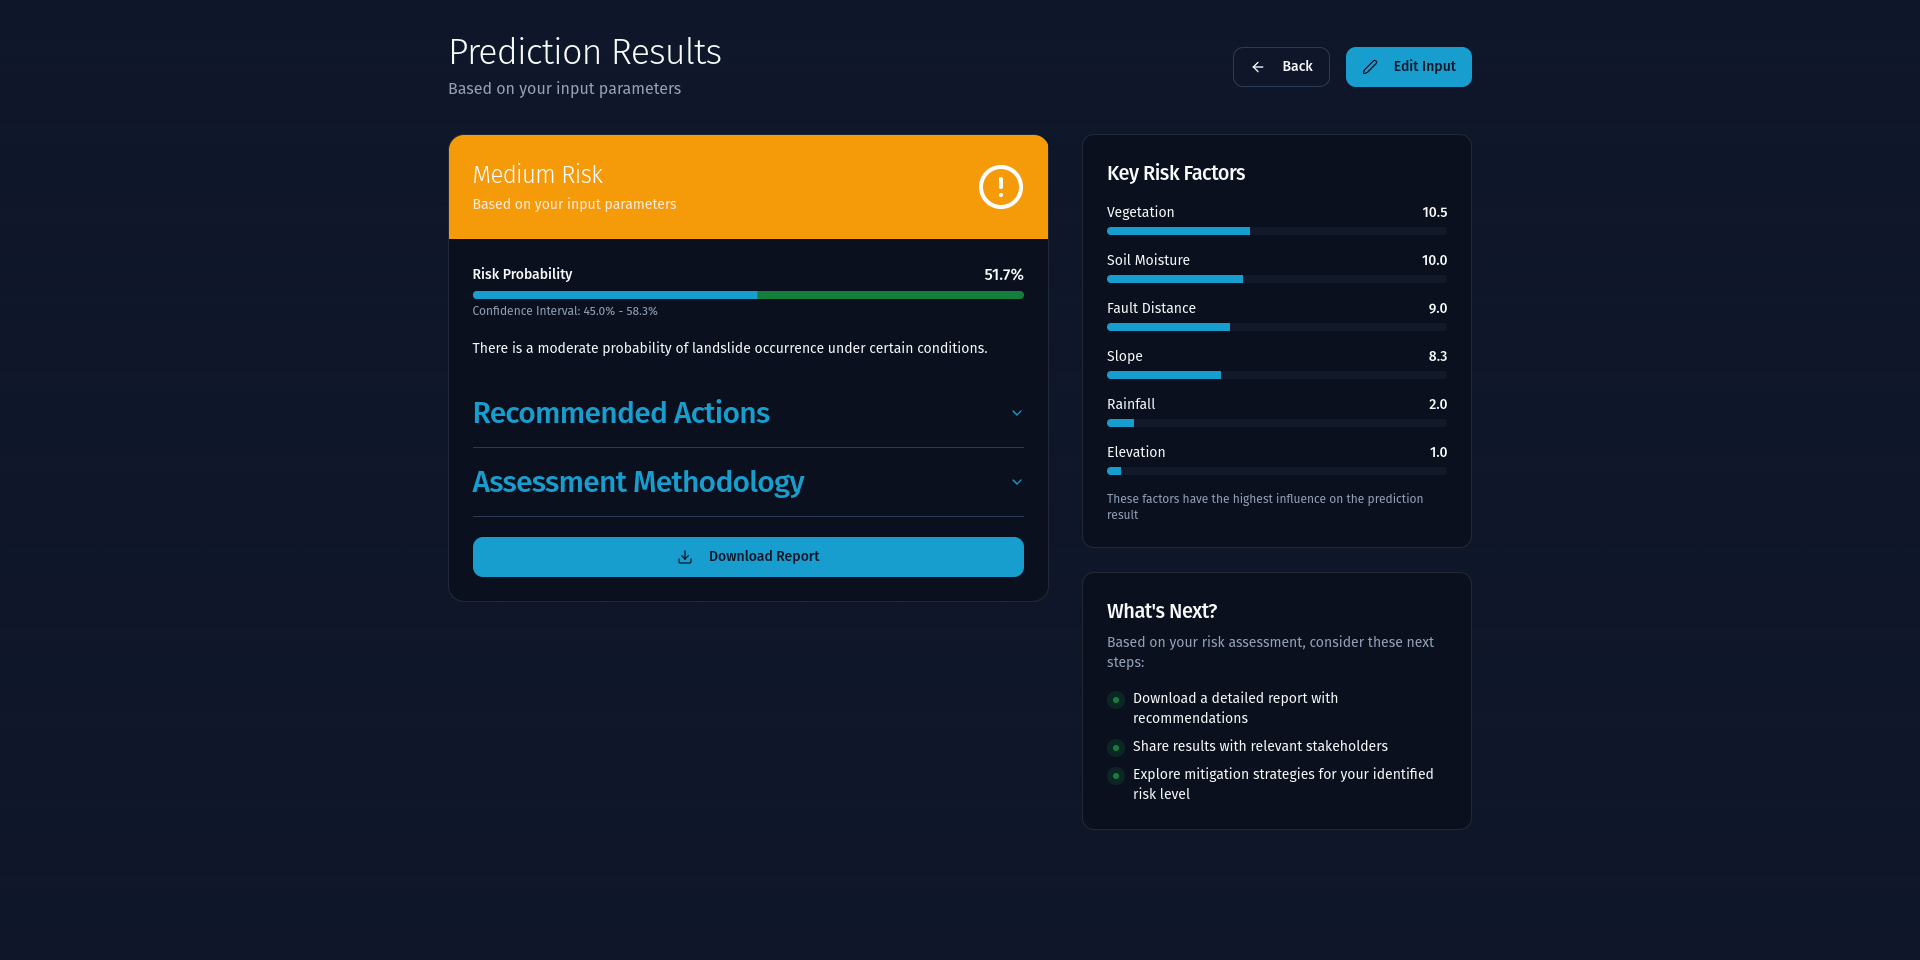 Prediction Results
Based on your input parameters
Back
Edit Input
Medium Risk
Based on your input parameters
Risk Probability
51.7%
Confidence Interval: 45.0% - 58.3%
There is a moderate probability of landslide occurrence under certain conditions.
Recommended Actions
Assessment Methodology
Download Report
Key Risk Factors
Vegetation
10.5
Soil Moisture
10.0
Fault Distance
9.0
Slope
8.3
Rainfall
2.0
Elevation
1.0
These factors have the highest influence on the prediction
result
What's Next?
Based on your risk assessment, consider these next
steps:
Download a detailed report with
recommendations
Share results with relevant stakeholders
Explore mitigation strategies for your identified
risk level